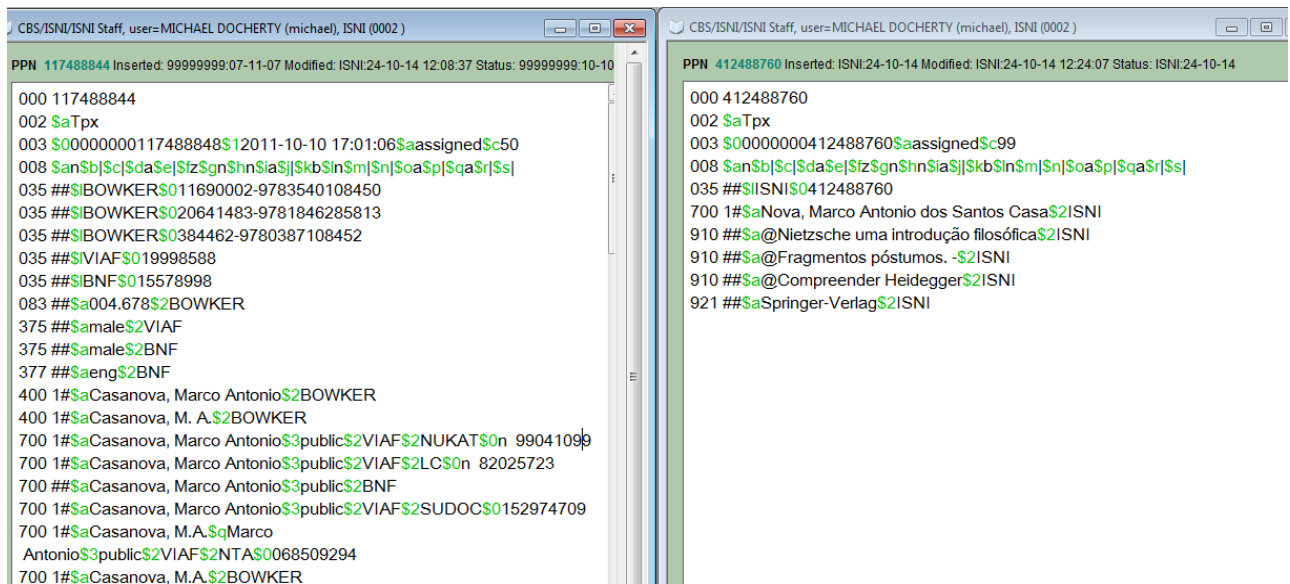 CBS/ISNI/ISNI Staff, user=MICHAEL DOCHERTY (michael), ISNI (0002 )
PPN 117488844 Inserted: 99999999:07-11-07 Modified: ISNI:24-10-14 12:08:37 Status: 99999999:10-10
000 117488844
002 $aTpx
003 $00000000117488848$12011-10-10 17:01:06$aassigned$c50
008 $an$b|$c|$da$e|$fz$gn$hn$ia$j|$kb$ln$m|$n|$oa$p|$qa$r|$s|
035 ##$lBOWKER$011690002-9783540108450
035 ##$lBOWKER$020641483-9781846285813
035 ##$lBOWKER$0384462-9780387108452
035 ##$lVIAF$019998588
035 ##$lBNF$015578998
083 ##$a004.678$2BOWKER
375 ##$amale$2VIAF
375 ##$amale$2BNF
377 ##$aeng$2BNF
400 1#$aCasanova, Marco Antonio$2BOWKER
400 1#$aCasanova, M. A.$2BOWKER
700 1#$aCasanova, Marco Antonio$3public$2VIAF$2NUKAT$0n 99041099
700 1#$aCasanova, Marco Antonio$3public$2VIAF$2LC$0n 82025723
700 ##$aCasanova, Marco Antonio$3public$2BNF
700 1#$aCasanova, Marco Antonio$3public$2VIAF$2SUDOC$0152974709
700 1#$aCasanova, M.A.$qMarco
Antonio$3public$2VIAF$2NTA$0068509294
700 1#$aCasanova, M.A.$2BOWKER
CBS/ISNI/ISNI Staff, user=MICHAEL DOCHERTY (michael), ISNI (0002 )
PPN 412488760 Inserted: ISNI:24-10-14 Modified: ISNI:24-10-14 12:24:07 Status: ISNI:24-10-14
000 412488760
002 $aTpx
003 $00000000412488760$aassigned$c99
008 $an$b|$c|$da$e|$fz$gn$hn$ia$j|$kb$ln$m|$n|$oa$p|$qa$r|$s|
035 ##$lISNI$0412488760
700 1#$aNova, Marco Antonio dos Santos Casa$2ISNI
910 ##$a@Nietzsche uma introdução filosófica$2ISNI
910 ##$a@Fragmentos póstumos. -$2ISNI
910 ##$a@Compreender Heidegger$2ISNI
921 ##$aSpringer-Verlag$2ISNI